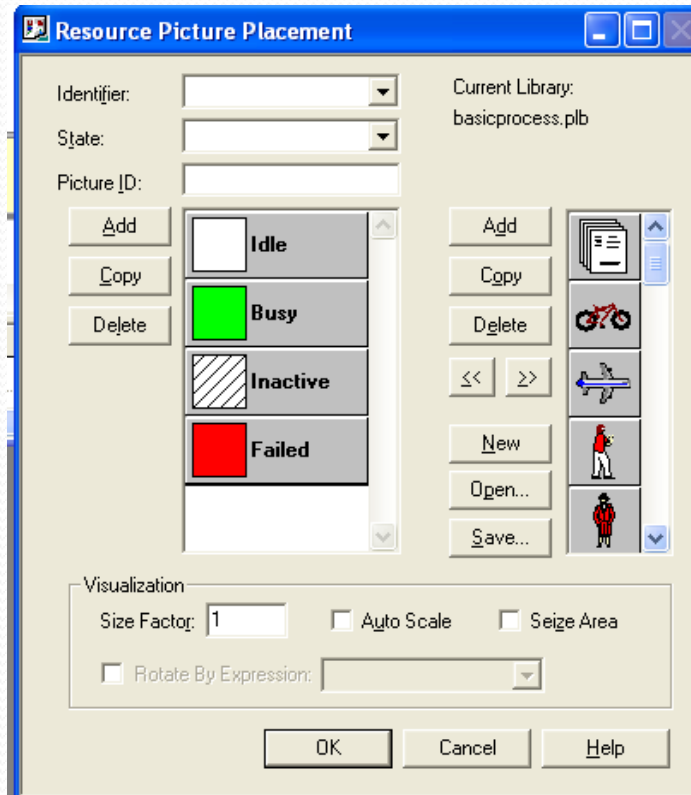 Resource Picture Placement
Identifier:
Current Library:
basicprocess.plb
State:
Picture ID:
Add
Copy
Delete
Idle
Busy
Inactive
Failed
Add
Copy
Delete
<<
>>
New
Open...
Save...
Visualization
Size Factor: 1
Auto Scale
Seize Area
Rotate By Expression:
OK
Cancel
Help